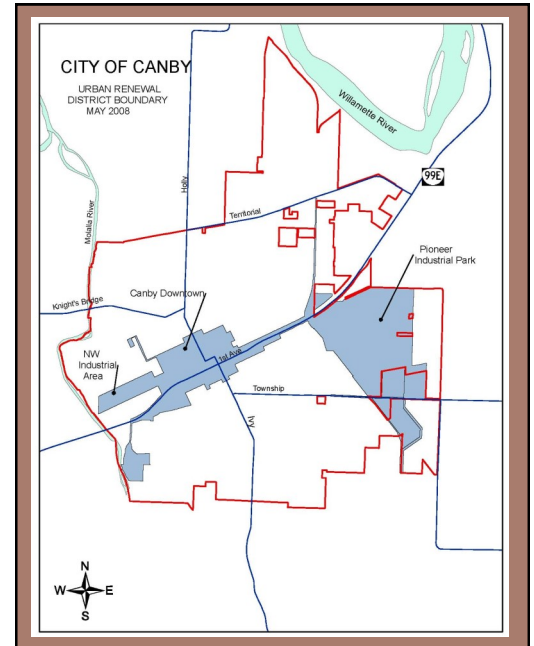 CITY OF CANBY
URBAN RENEWAL
DISTRICT BOUNDARY
MAY 2008
Willamette River
99E
Holly
Molalla River
Territorial
Pioneer
Industrial Park
Canby Downtown
Knight's Bridge
NW
Industrial
Area
1st Ave
Township
Ivy
N
W
E
S